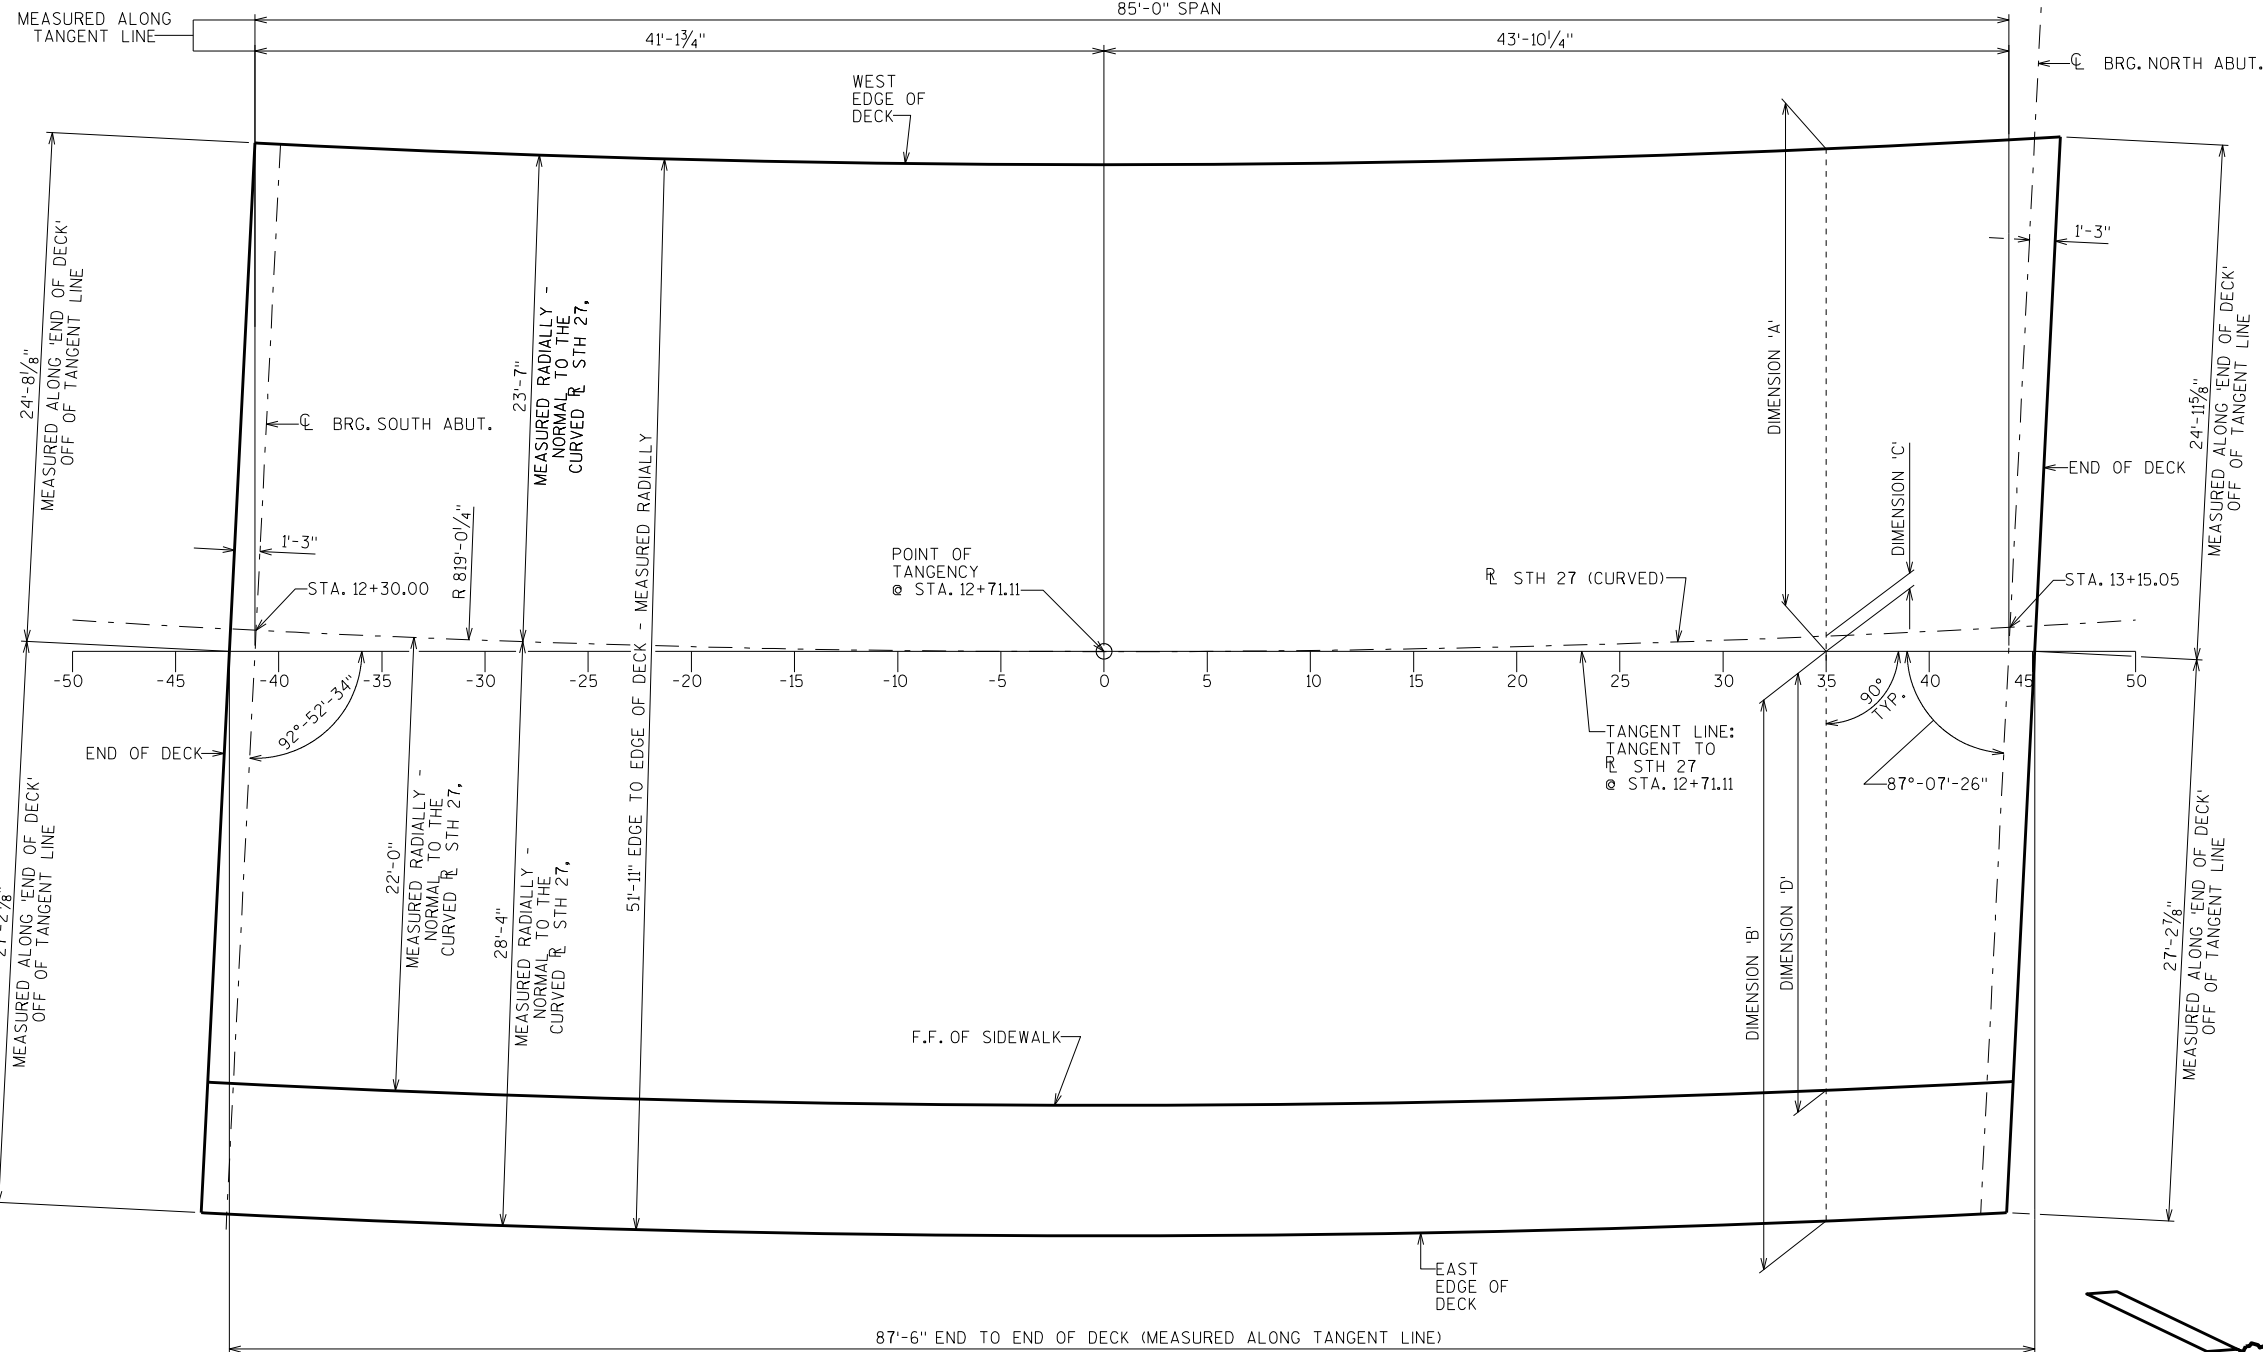 85'-0" SPAN
MEASURED ALONG
TANGENT LINE
41'-1¾"
43'-10¼"
℄ BRG. NORTH ABUT.
WEST
EDGE OF
DECK
1'-3"
24'-8⅛"
MEASURED ALONG 'END OF DECK'
OFF OF TANGENT LINE
℄ BRG. SOUTH ABUT.
23'-7"
MEASURED RADIALLY -
NORMAL TO THE
CURVED R̲L̲ STH 27,
DIMENSION 'A'
DIMENSION 'C'
24'-11⅝"
MEASURED ALONG 'END OF DECK'
OFF OF TANGENT LINE
END OF DECK
1'-3"
STA. 12+30.00
R 819'-0¼"
POINT OF
TANGENCY
@ STA. 12+71.11
RL STH 27 (CURVED)
STA. 13+15.05
-50 -45 -40 -35 -30 -25 -20 -15 -10 -5 0 5 10 15 20 25 30 35 40 45 50
92°-52'-34"
90°
TYP.
87°-07'-26"
TANGENT LINE:
TANGENT TO
RL STH 27
@ STA. 12+71.11
END OF DECK
MEASURED ALONG 'END OF DECK'
OFF OF TANGENT LINE
22'-0"
MEASURED RADIALLY -
NORMAL TO THE
CURVED RL STH 27,
28'-4"
MEASURED RADIALLY -
NORMAL TO THE
CURVED RL STH 27,
51'-11" EDGE TO EDGE OF DECK - MEASURED RADIALLY
DIMENSION 'B'
DIMENSION 'D'
27'-2⅞"
MEASURED ALONG 'END OF DECK'
OFF OF TANGENT LINE
F.F. OF SIDEWALK
EAST
EDGE OF
DECK
87'-6" END TO END OF DECK (MEASURED ALONG TANGENT LINE)